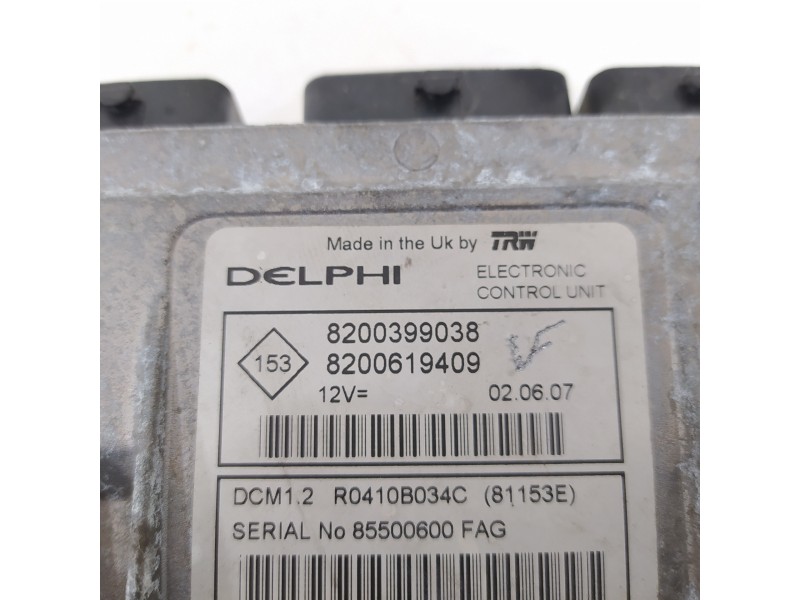 Made in the Uk by TRW
DELPHI ELECTRONIC
CONTROL UNIT
8200399038
153 8200619409
12V= 02.06.07
DCM1.2 R0410B034C (81153E)
SERIAL No 85500600 FAG